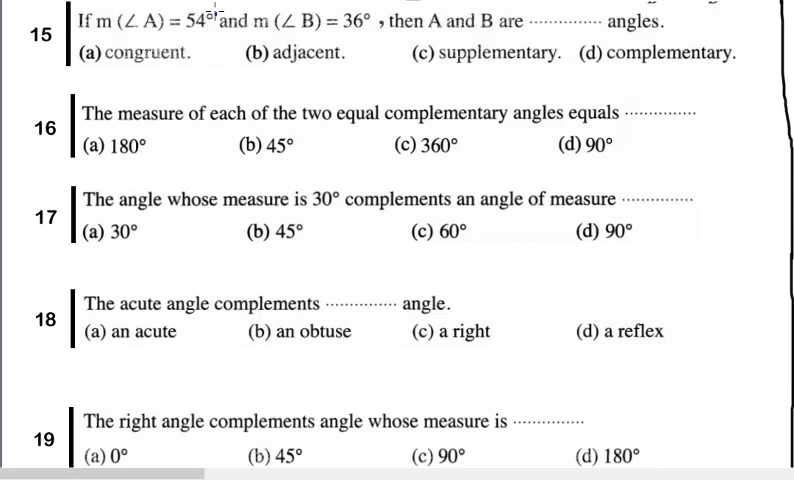 15
If m (∠ A) = 54° and m (∠ B) = 36° , then A and B are ··············· angles.
(a) congruent. (b) adjacent. (c) supplementary. (d) complementary.
16
The measure of each of the two equal complementary angles equals ···············
(a) 180° (b) 45° (c) 360° (d) 90°
17
The angle whose measure is 30° complements an angle of measure ···············
(a) 30° (b) 45° (c) 60° (d) 90°
18
The acute angle complements ··············· angle.
(a) an acute (b) an obtuse (c) a right (d) a reflex
19
The right angle complements angle whose measure is ···············
(a) 0° (b) 45° (c) 90° (d) 180°